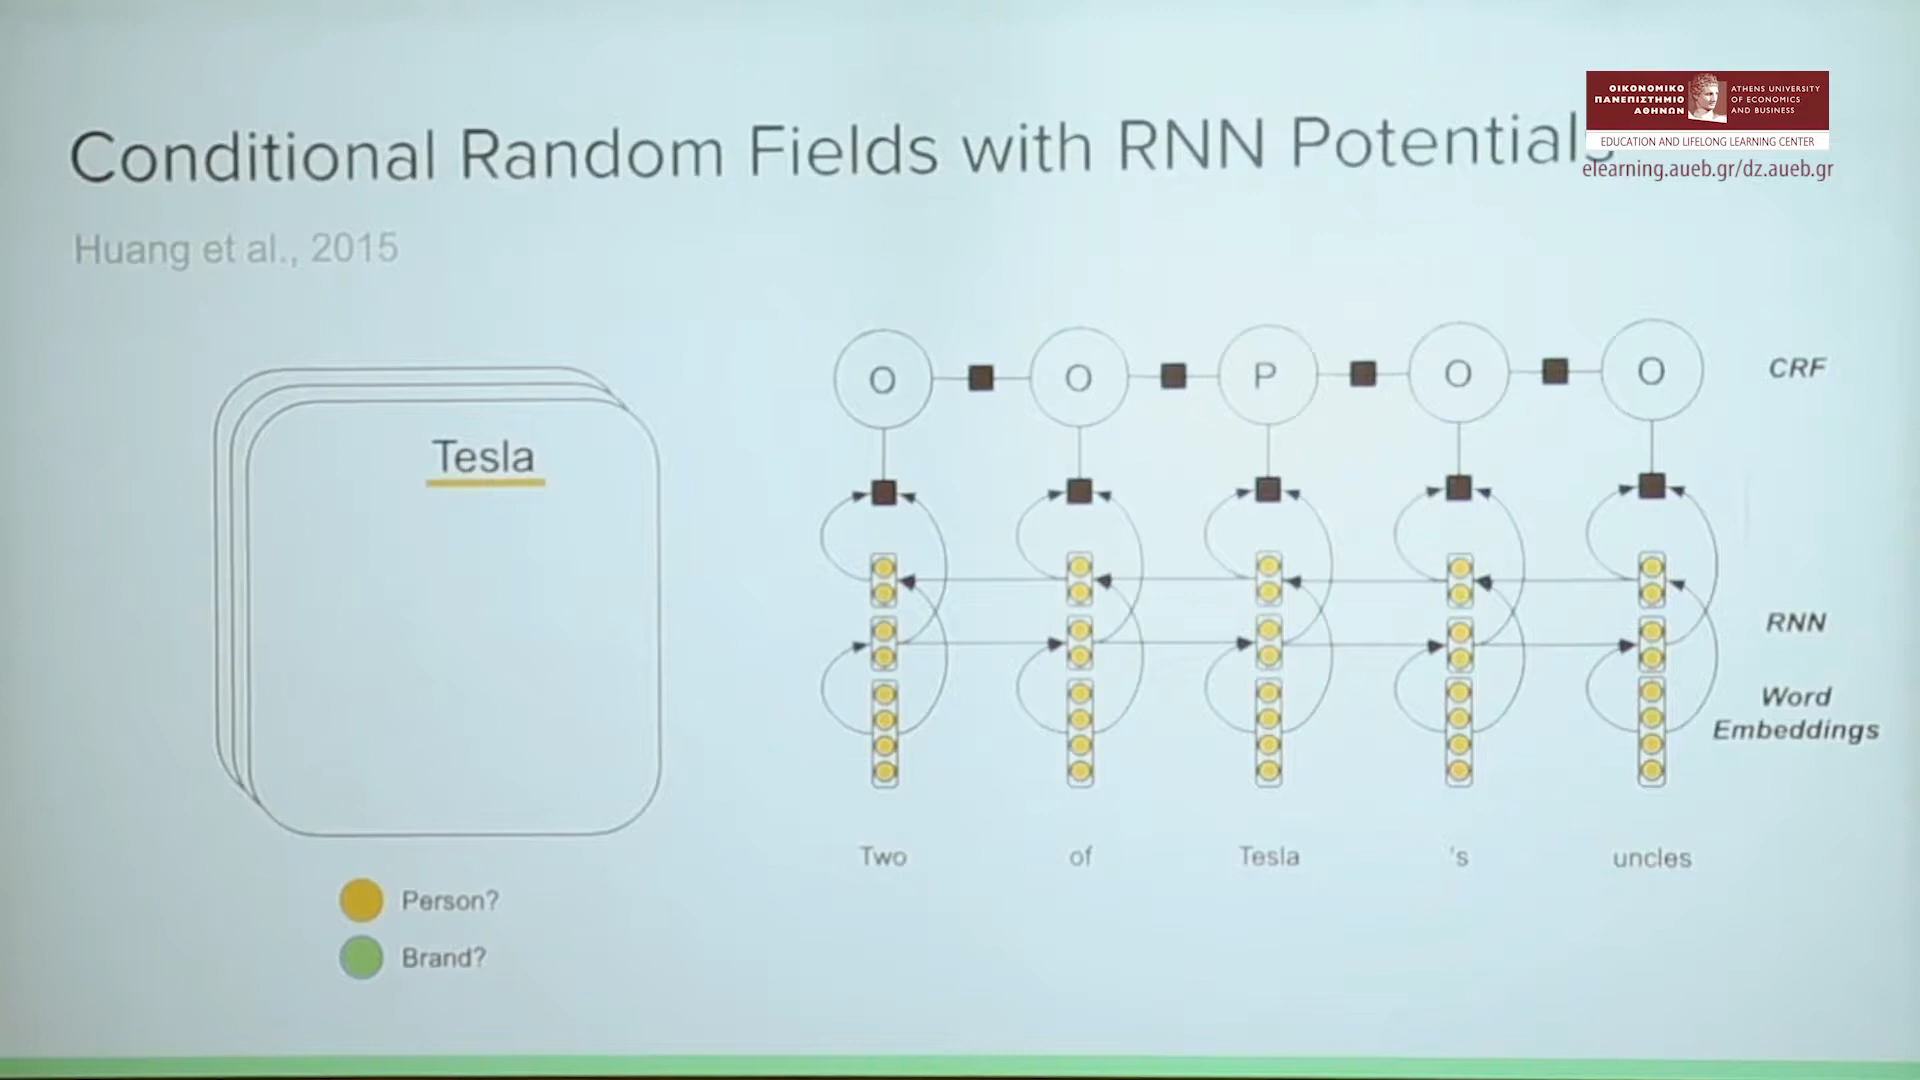 Conditional Random Fields with RNN Potentials
Huang et al., 2015
ΟΙΚΟΝΟΜΙΚΟ
ΠΑΝΕΠΙΣΤΗΜΙΟ
ΑΘΗΝΩΝ
ATHENS UNIVERSITY
OF ECONOMICS
AND BUSINESS
EDUCATION AND LIFELONG LEARNING CENTER
elearning.aueb.gr/dz.aueb.gr
Tesla
Person?
Brand?
O O P O O CRF
RNN
Word
Embeddings
Two of Tesla 's uncles